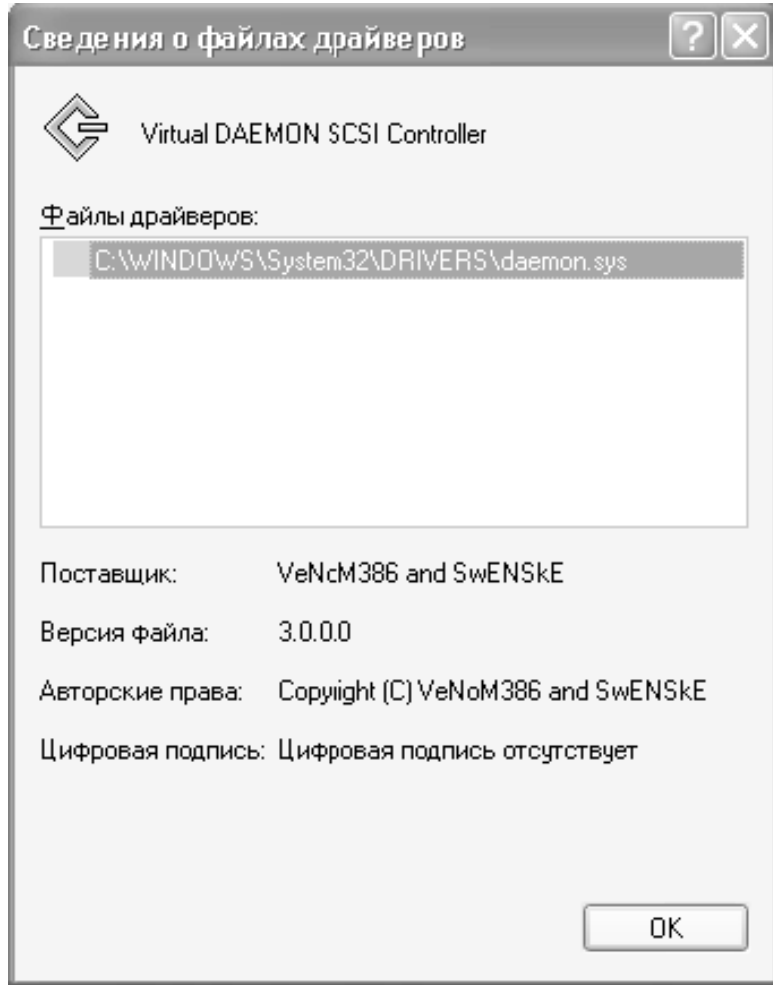 Сведения о файлах драйверов
Virtual DAEMON SCSI Controller
Файлы драйверов:
C:\WINDOWS\System32\DRIVERS\daemon.sys
Поставщик: VeNcM386 and SwENSkE
Версия файла: 3.0.0.0
Авторские права: Copyiight (C) VeNoM386 and SwENSkE
Цифровая подпись: Цифровая подпись отсутствует
OK